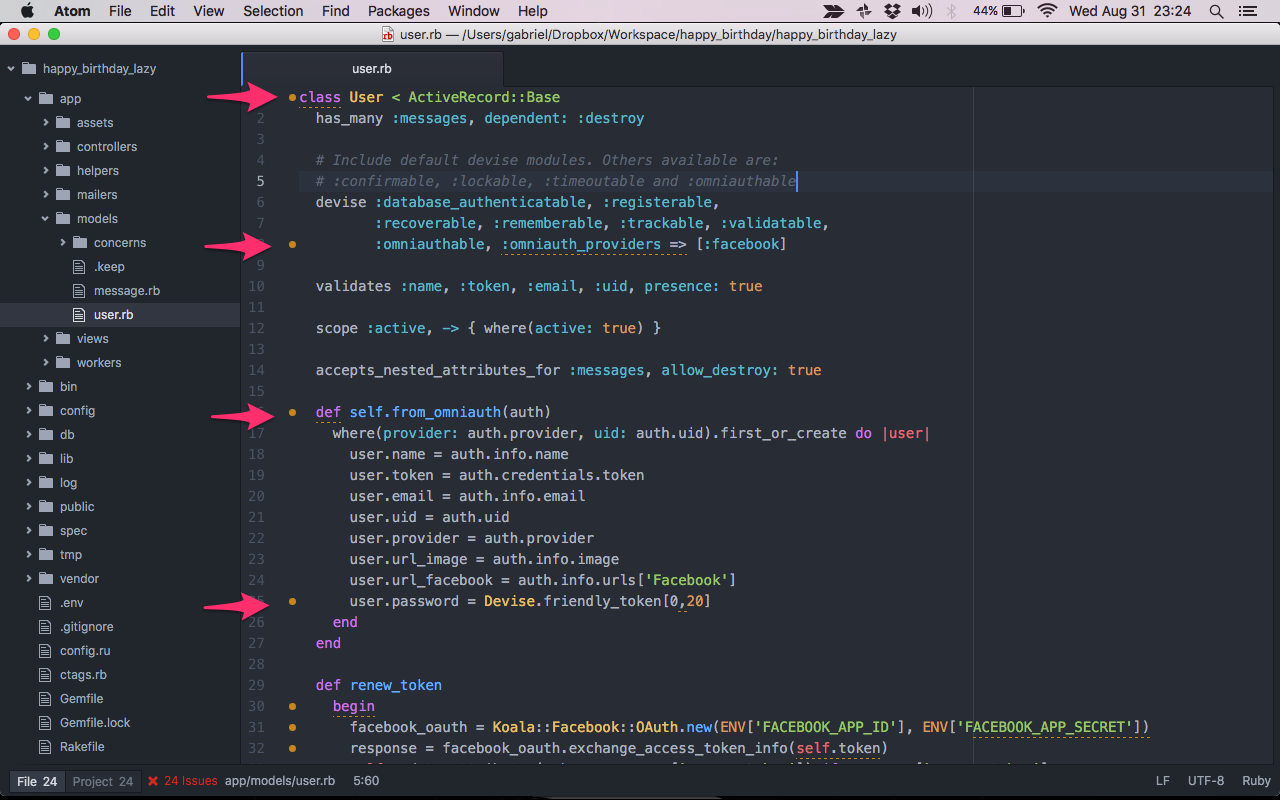 Atom File Edit View Selection Find Packages Window Help 44% Wed Aug 31 23:24
user.rb — /Users/gabriel/Dropbox/Workspace/happy_birthday/happy_birthday_lazy
happy_birthday_lazy
app
assets
controllers
helpers
mailers
models
concerns
.keep
message.rb
user.rb
views
workers
bin
config
db
lib
log
public
spec
tmp
vendor
.env
.gitignore
config.ru
ctags.rb
Gemfile
Gemfile.lock
Rakefile
user.rb
class User < ActiveRecord::Base
2 has_many :messages, dependent: :destroy
3
4 # Include default devise modules. Others available are:
5 # :confirmable, :lockable, :timeoutable and :omniauthable
6 devise :database_authenticatable, :registerable,
7 :recoverable, :rememberable, :trackable, :validatable,
:omniauthable, :omniauth_providers => [:facebook]
9
10 validates :name, :token, :email, :uid, presence: true
11
12 scope :active, -> { where(active: true) }
13
14 accepts_nested_attributes_for :messages, allow_destroy: true
15
def self.from_omniauth(auth)
17 where(provider: auth.provider, uid: auth.uid).first_or_create do |user|
18 user.name = auth.info.name
19 user.token = auth.credentials.token
20 user.email = auth.info.email
21 user.uid = auth.uid
22 user.provider = auth.provider
23 user.url_image = auth.info.image
24 user.url_facebook = auth.info.urls['Facebook']
user.password = Devise.friendly_token[0,20]
26 end
27 end
28
29 def renew_token
30 begin
31 facebook_oauth = Koala::Facebook::OAuth.new(ENV['FACEBOOK_APP_ID'], ENV['FACEBOOK_APP_SECRET'])
32 response = facebook_oauth.exchange_access_token_info(self.token)
File 24 Project 24 24 Issues app/models/user.rb 5:60 LF UTF-8 Ruby